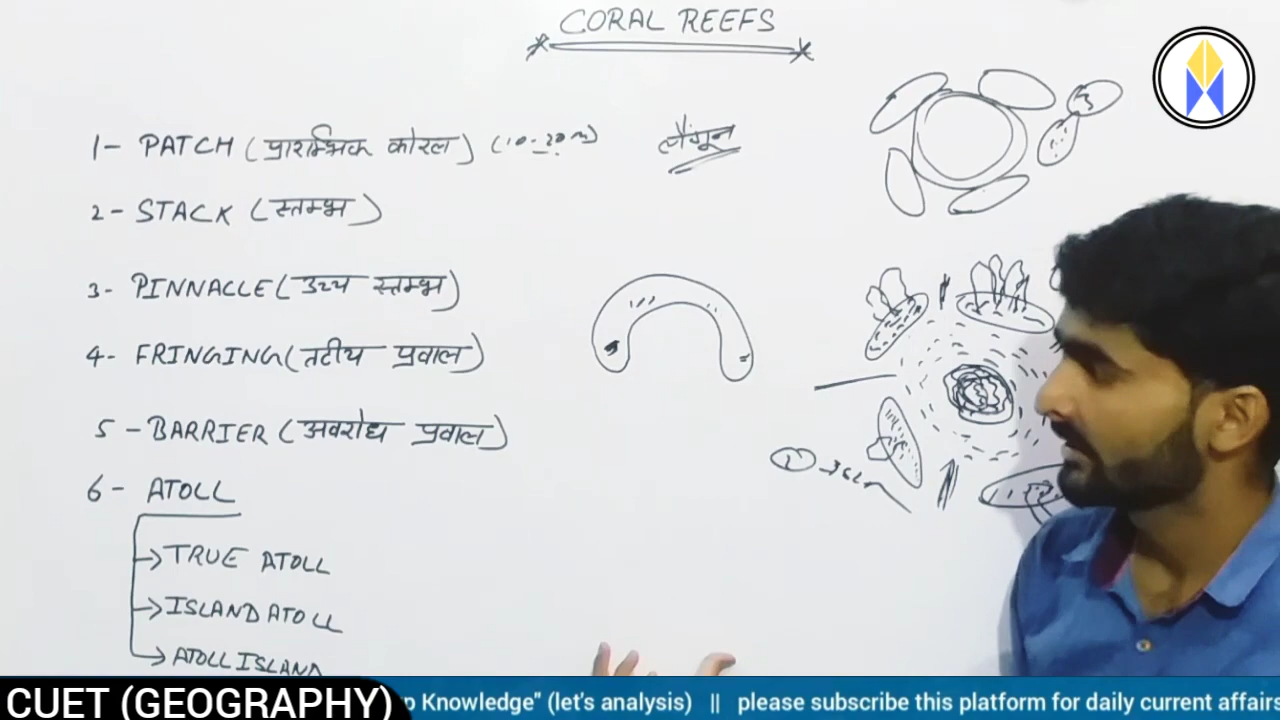 CORAL REEFS
1- PATCH (प्रारम्भिक कोरल) (10-20m)
लैगून
2- STACK (स्तम्भ)
3- PINNACLE (उच्य स्तम्भ)
4- FRINGING (तटीय प्रवाल)
5- BARRIER (अवरोध प्रवाल)
6- ATOLL
TRUE ATOLL
ISLAND ATOLL
ATOLL ISLAND
CUET (GEOGRAPHY)
p Knowledge" (let's analysis) || please subscribe this platform for daily current affairs